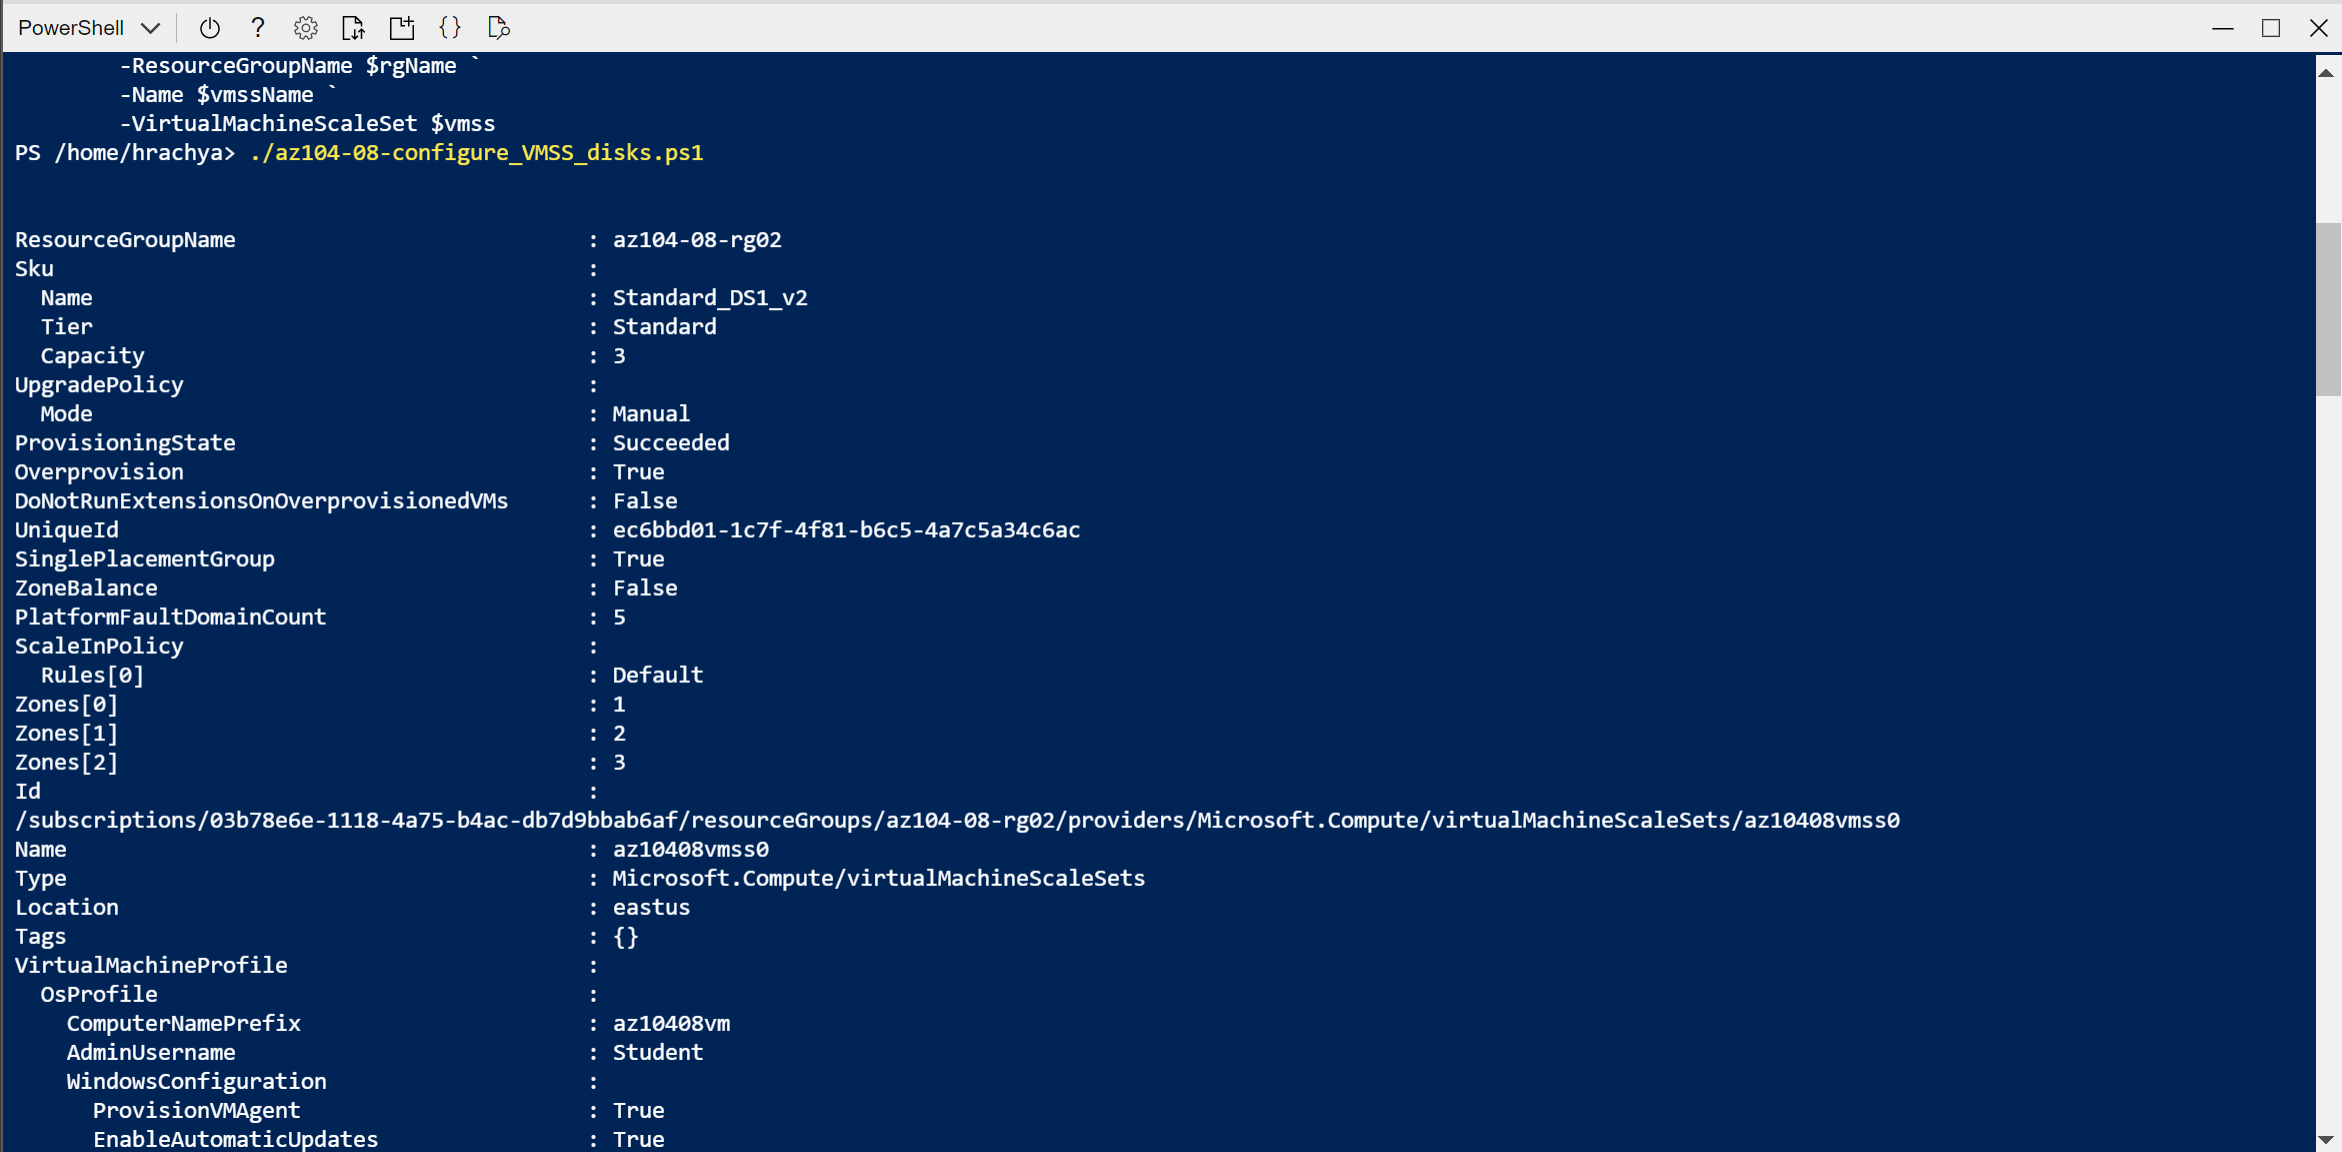 PowerShell
-ResourceGroupName $rgName `
-Name $vmssName `
-VirtualMachineScaleSet $vmss
PS /home/hrachya> ./az104-08-configure_VMSS_disks.ps1
ResourceGroupName : az104-08-rg02
Sku :
Name : Standard_DS1_v2
Tier : Standard
Capacity : 3
UpgradePolicy :
Mode : Manual
ProvisioningState : Succeeded
Overprovision : True
DoNotRunExtensionsOnOverprovisionedVMs : False
UniqueId : ec6bbd01-1c7f-4f81-b6c5-4a7c5a34c6ac
SinglePlacementGroup : True
ZoneBalance : False
PlatformFaultDomainCount : 5
ScaleInPolicy :
Rules[0] : Default
Zones[0] : 1
Zones[1] : 2
Zones[2] : 3
Id :
/subscriptions/03b78e6e-1118-4a75-b4ac-db7d9bbab6af/resourceGroups/az104-08-rg02/providers/Microsoft.Compute/virtualMachineScaleSets/az10408vmss0
Name : az10408vmss0
Type : Microsoft.Compute/virtualMachineScaleSets
Location : eastus
Tags : {}
VirtualMachineProfile :
OsProfile :
ComputerNamePrefix : az10408vm
AdminUsername : Student
WindowsConfiguration :
ProvisionVMAgent : True
EnableAutomaticUpdates : True